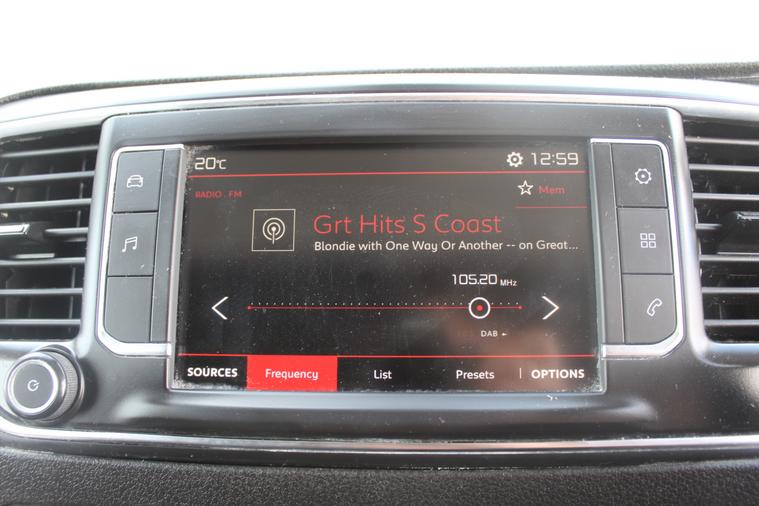 20°C
12:59
RADIO . FM
Mem
Grt Hits S Coast
Blondie with One Way Or Another -- on Great...
105.20 MHz
DAB -
SOURCES Frequency List Presets | OPTIONS